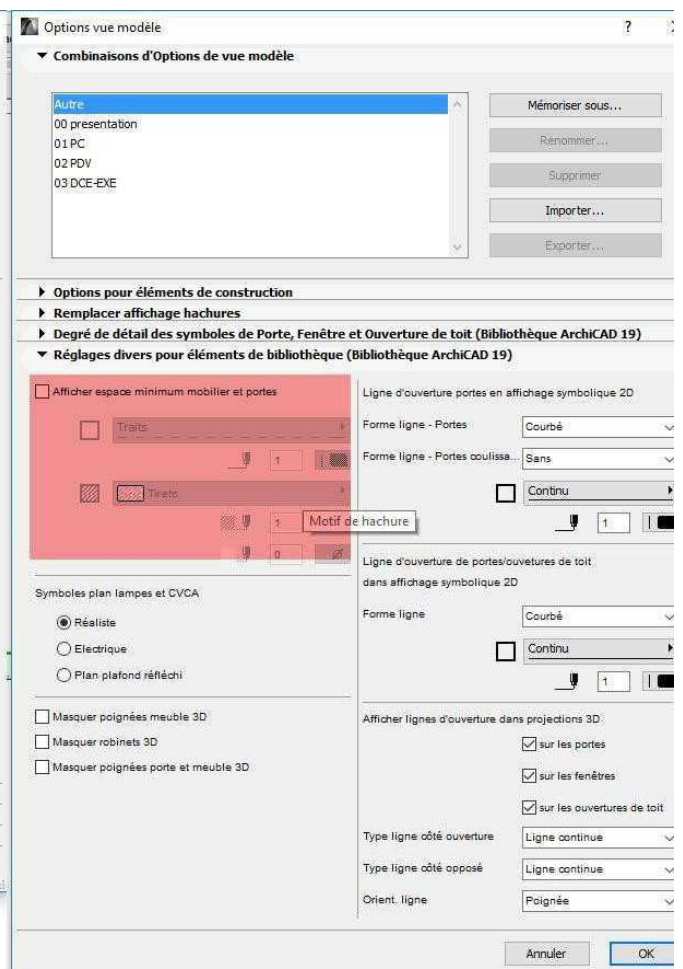 Options vue modèle
?
Combinaisons d'Options de vue modèle
Autre
00 presentation
01 PC
02 PDV
03 DCE-EXE
Mémoriser sous...
Renommer...
Supprimer
Importer...
Exporter...
Options pour éléments de construction
Remplacer affichage hachures
Degré de détail des symboles de Porte, Fenêtre et Ouverture de toit (Bibliothèque ArchiCAD 19)
Réglages divers pour éléments de bibliothèque (Bibliothèque ArchiCAD 19)
Afficher espace minimum mobilier et portes
Traits
1
Tirets
1
Motif de hachure
0
Symboles plan lampes et CVCA
Réaliste
Electrique
Plan plafond réfléchi
Masquer poignées meuble 3D
Masquer robinets 3D
Masquer poignées porte et meuble 3D
Ligne d'ouverture portes en affichage symbolique 2D
Forme ligne - Portes Courbé
Forme ligne - Portes coulissa... Sans
Continu
1
Ligne d'ouverture de portes/ouvetures de toit
dans affichage symbolique 2D
Forme ligne Courbé
Continu
1
Afficher lignes d'ouverture dans projections 3D
sur les portes
sur les fenêtres
sur les ouvertures de toit
Type ligne côté ouverture Ligne continue
Type ligne côté opposé Ligne continue
Orient. ligne Poignée
Annuler OK